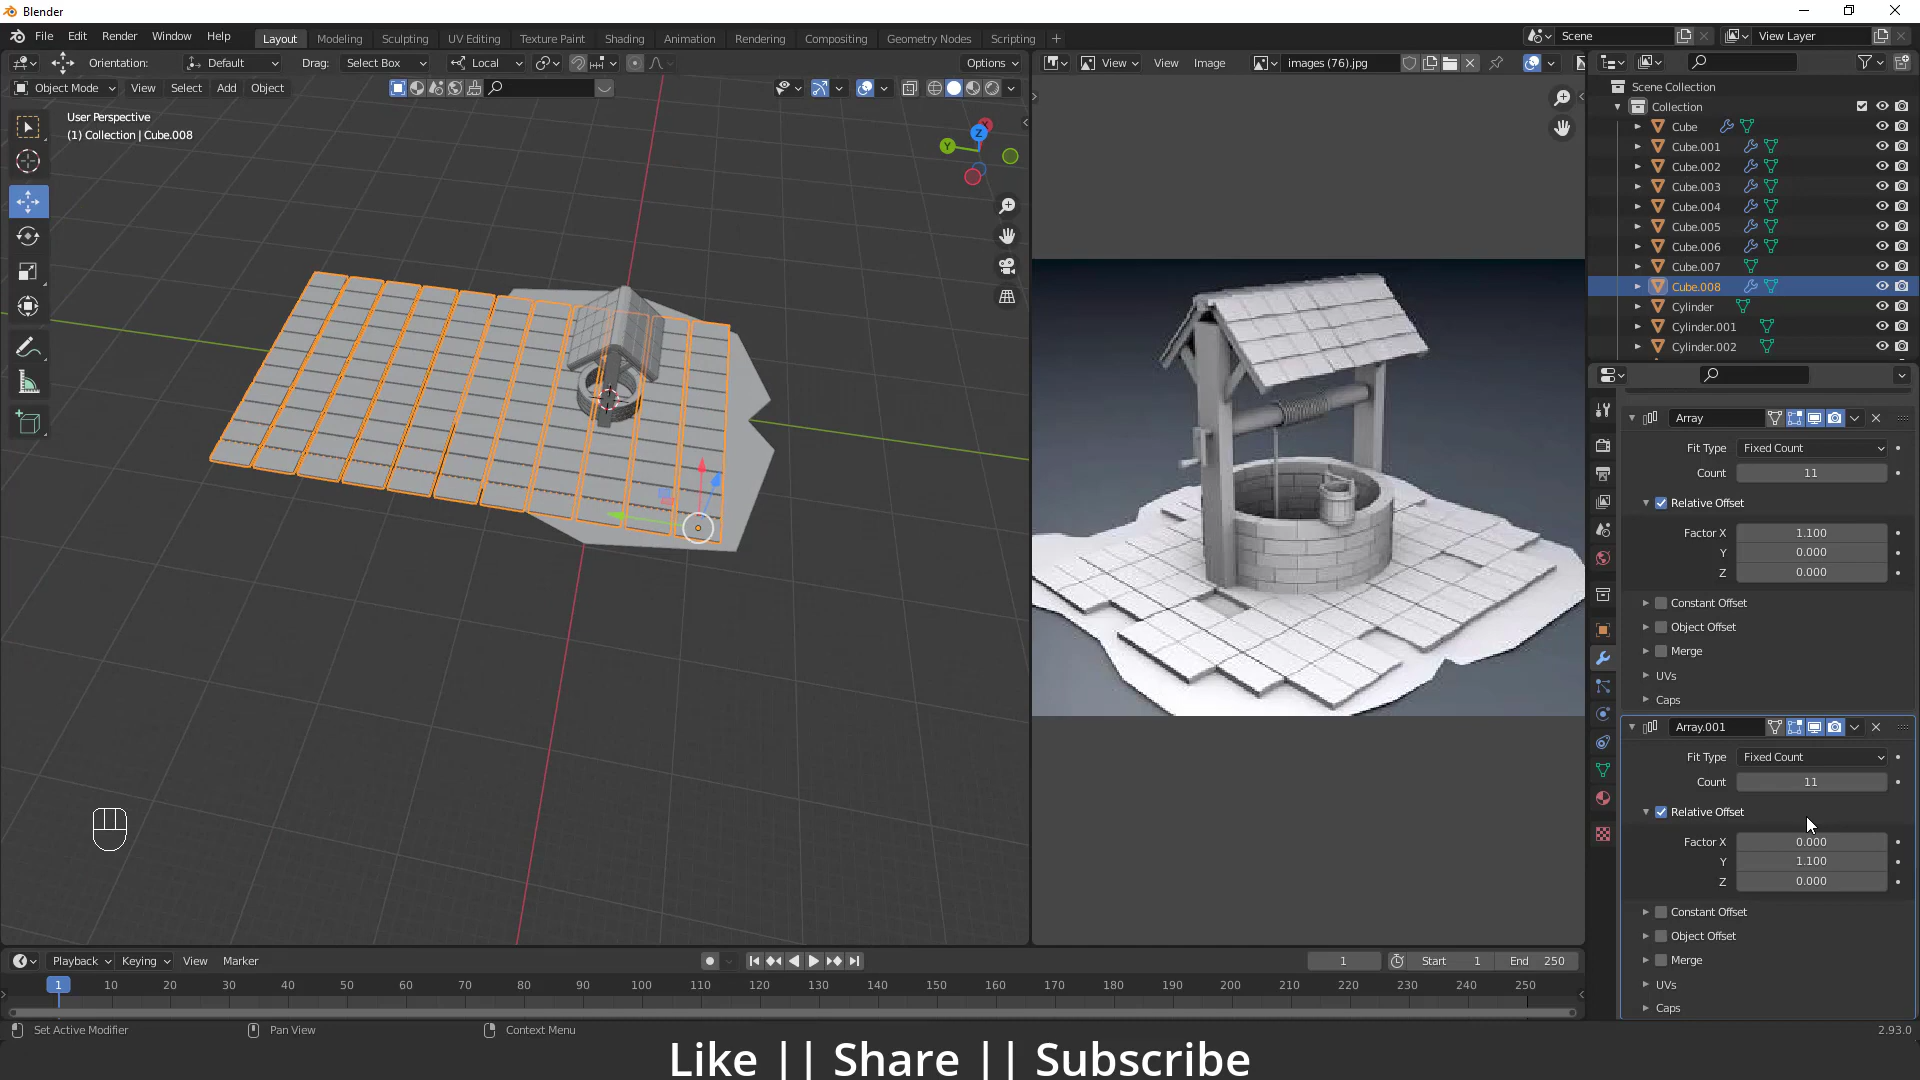 Blender
File Edit Render Window Help Layout Modeling Sculpting UV Editing Texture Paint Shading Animation Rendering Compositing Geometry Nodes Scripting + Scene View Layer
Orientation: Default Drag: Select Box Local Options View View Image images (76).jpg
Object Mode View Select Add Object
User Perspective
(1) Collection | Cube.008
Z
X
Y
Scene Collection
Collection
Cube
Cube.001
Cube.002
Cube.003
Cube.004
Cube.005
Cube.006
Cube.007
Cube.008
Cylinder
Cylinder.001
Cylinder.002
Array
Fit Type Fixed Count
Count 11
Relative Offset
Factor X 1.100
Y 0.000
Z 0.000
Constant Offset
Object Offset
Merge
UVs
Caps
Array.001
Fit Type Fixed Count
Count 11
Relative Offset
Factor X 0.000
Y 1.100
Z 0.000
Constant Offset
Object Offset
Merge
UVs
Caps
Playback Keying View Marker 1 Start 1 End 250
1 10 20 30 40 50 60 70 80 90 100 110 120 130 140 150 160 170 180 190 200 210 220 230 240 250
Set Active Modifier Pan View Context Menu 2.93.0
Like || Share || Subscribe